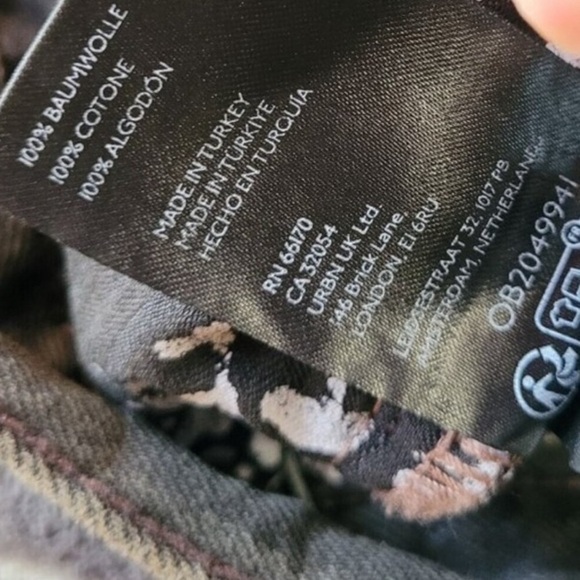 100% BAUMWOLLE
100% COTONE
100% ALGODÓN
MADE IN TURKEY
MADE IN TÜRKIYE
HECHO EN TURQUIA
RN 66170
CA 32054
URBN UK Ltd.
Brick Lane,
LONDON, E1 6RU
LEIDSESTRAAT 32, 1017 PB
AMSTERDAM, NETHERLANDS
OB2049941
FR